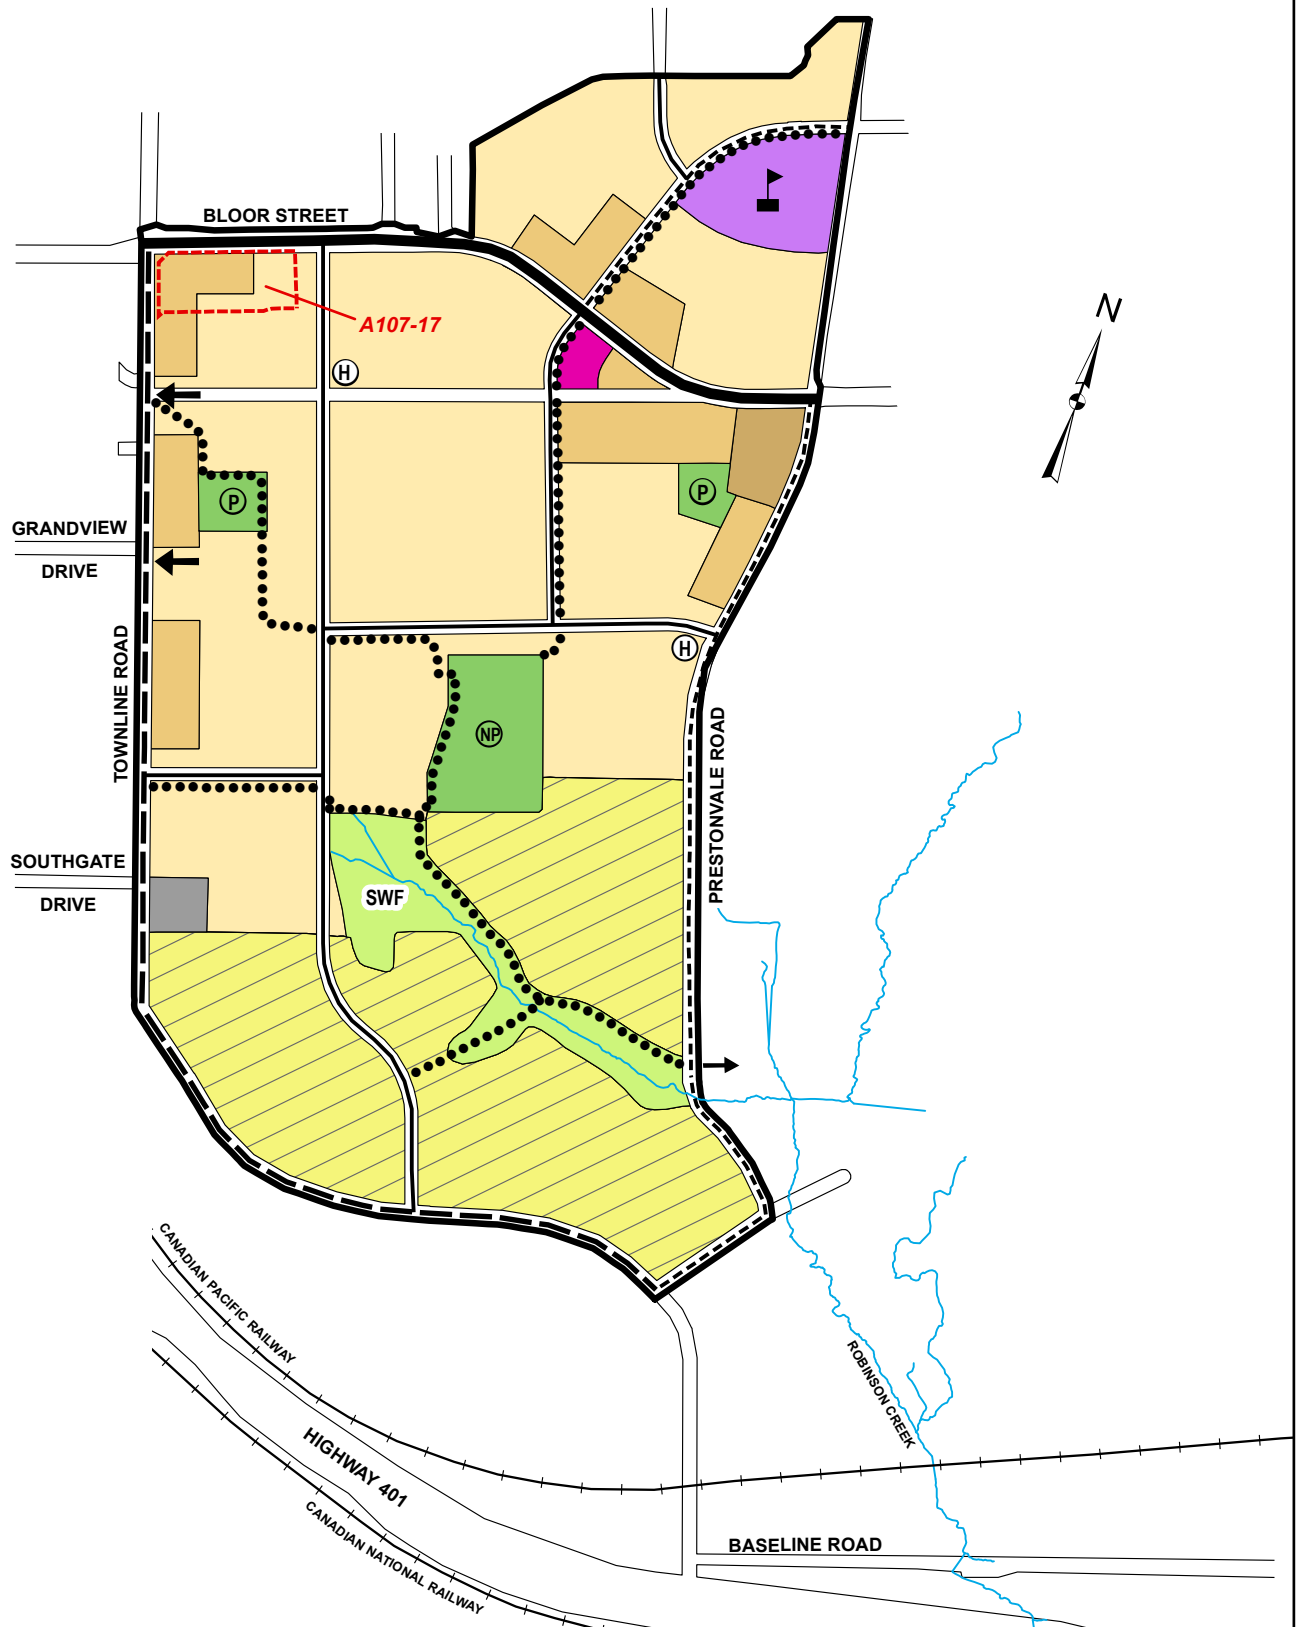 BLOOR STREET
N
A107-17
H
P
P
GRANDVIEW
DRIVE
TOWNLINE ROAD
H
NP
PRESTONVALE ROAD
SOUTHGATE
DRIVE
SWF
CANADIAN PACIFIC RAILWAY
ROBINSON CREEK
HIGHWAY 401
CANADIAN NATIONAL RAILWAY
BASELINE ROAD